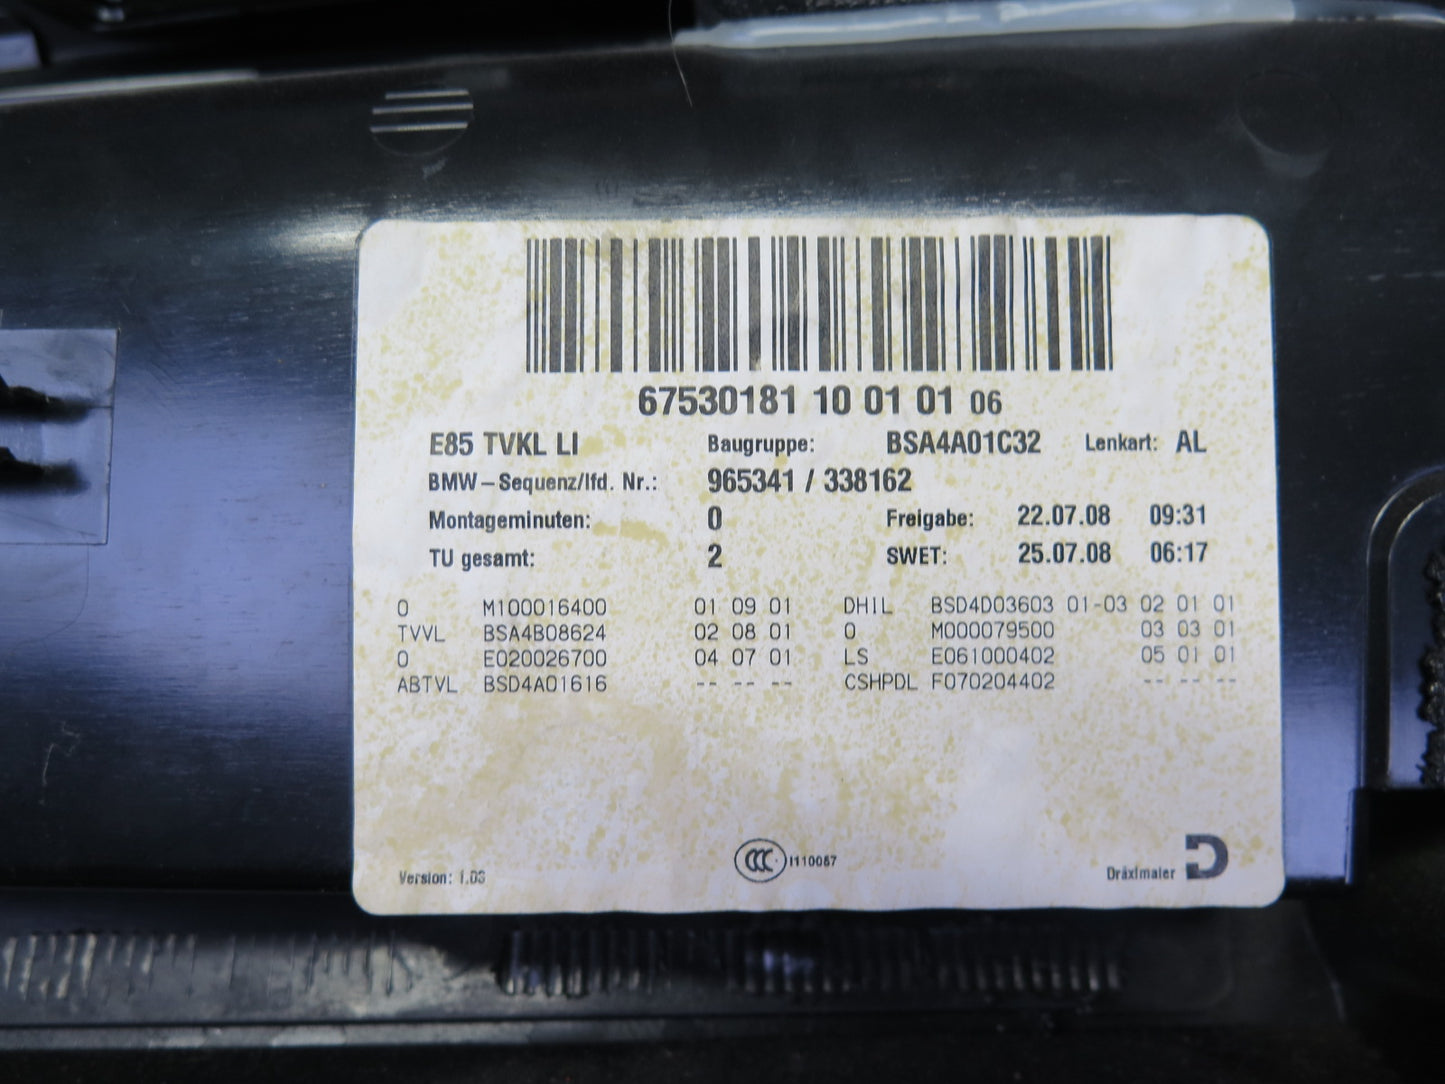 67530181 10 01 01 06
E85 TVKL LI Baugruppe: BSA4A01C32 Lenkart: AL
BMW-Sequenz/lfd. Nr.: 965341 / 338162
Montageminuten: 0 Freigabe: 22.07.08 09:31
TU gesamt: 2 SWET: 25.07.08 06:17
0 M100016400 01 09 01 DHIL BSD4D03603 01-03 02 01 01
TVVL BSA4B08624 02 08 01 0 M000079500 03 03 01
0 E020026700 04 07 01 LS E061000402 05 01 01
ABTVL BSD4A01616 -- -- -- CSHPDL F070204402 -- -- --
CCC I110087
Version: 1.03 Dräxlmaier